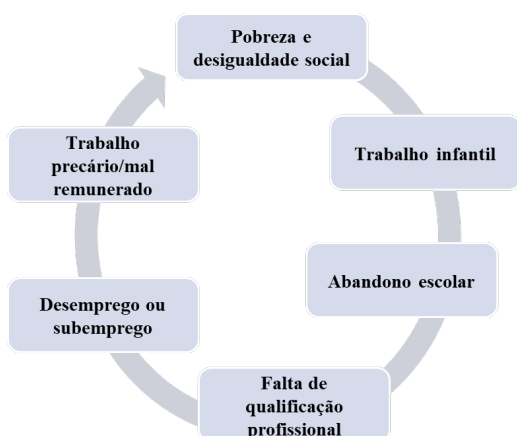 Pobreza e
desigualdade social
Trabalho infantil
Abandono escolar
Falta de
qualificação
profissional
Desemprego ou
subemprego
Trabalho
precário/mal
remunerado